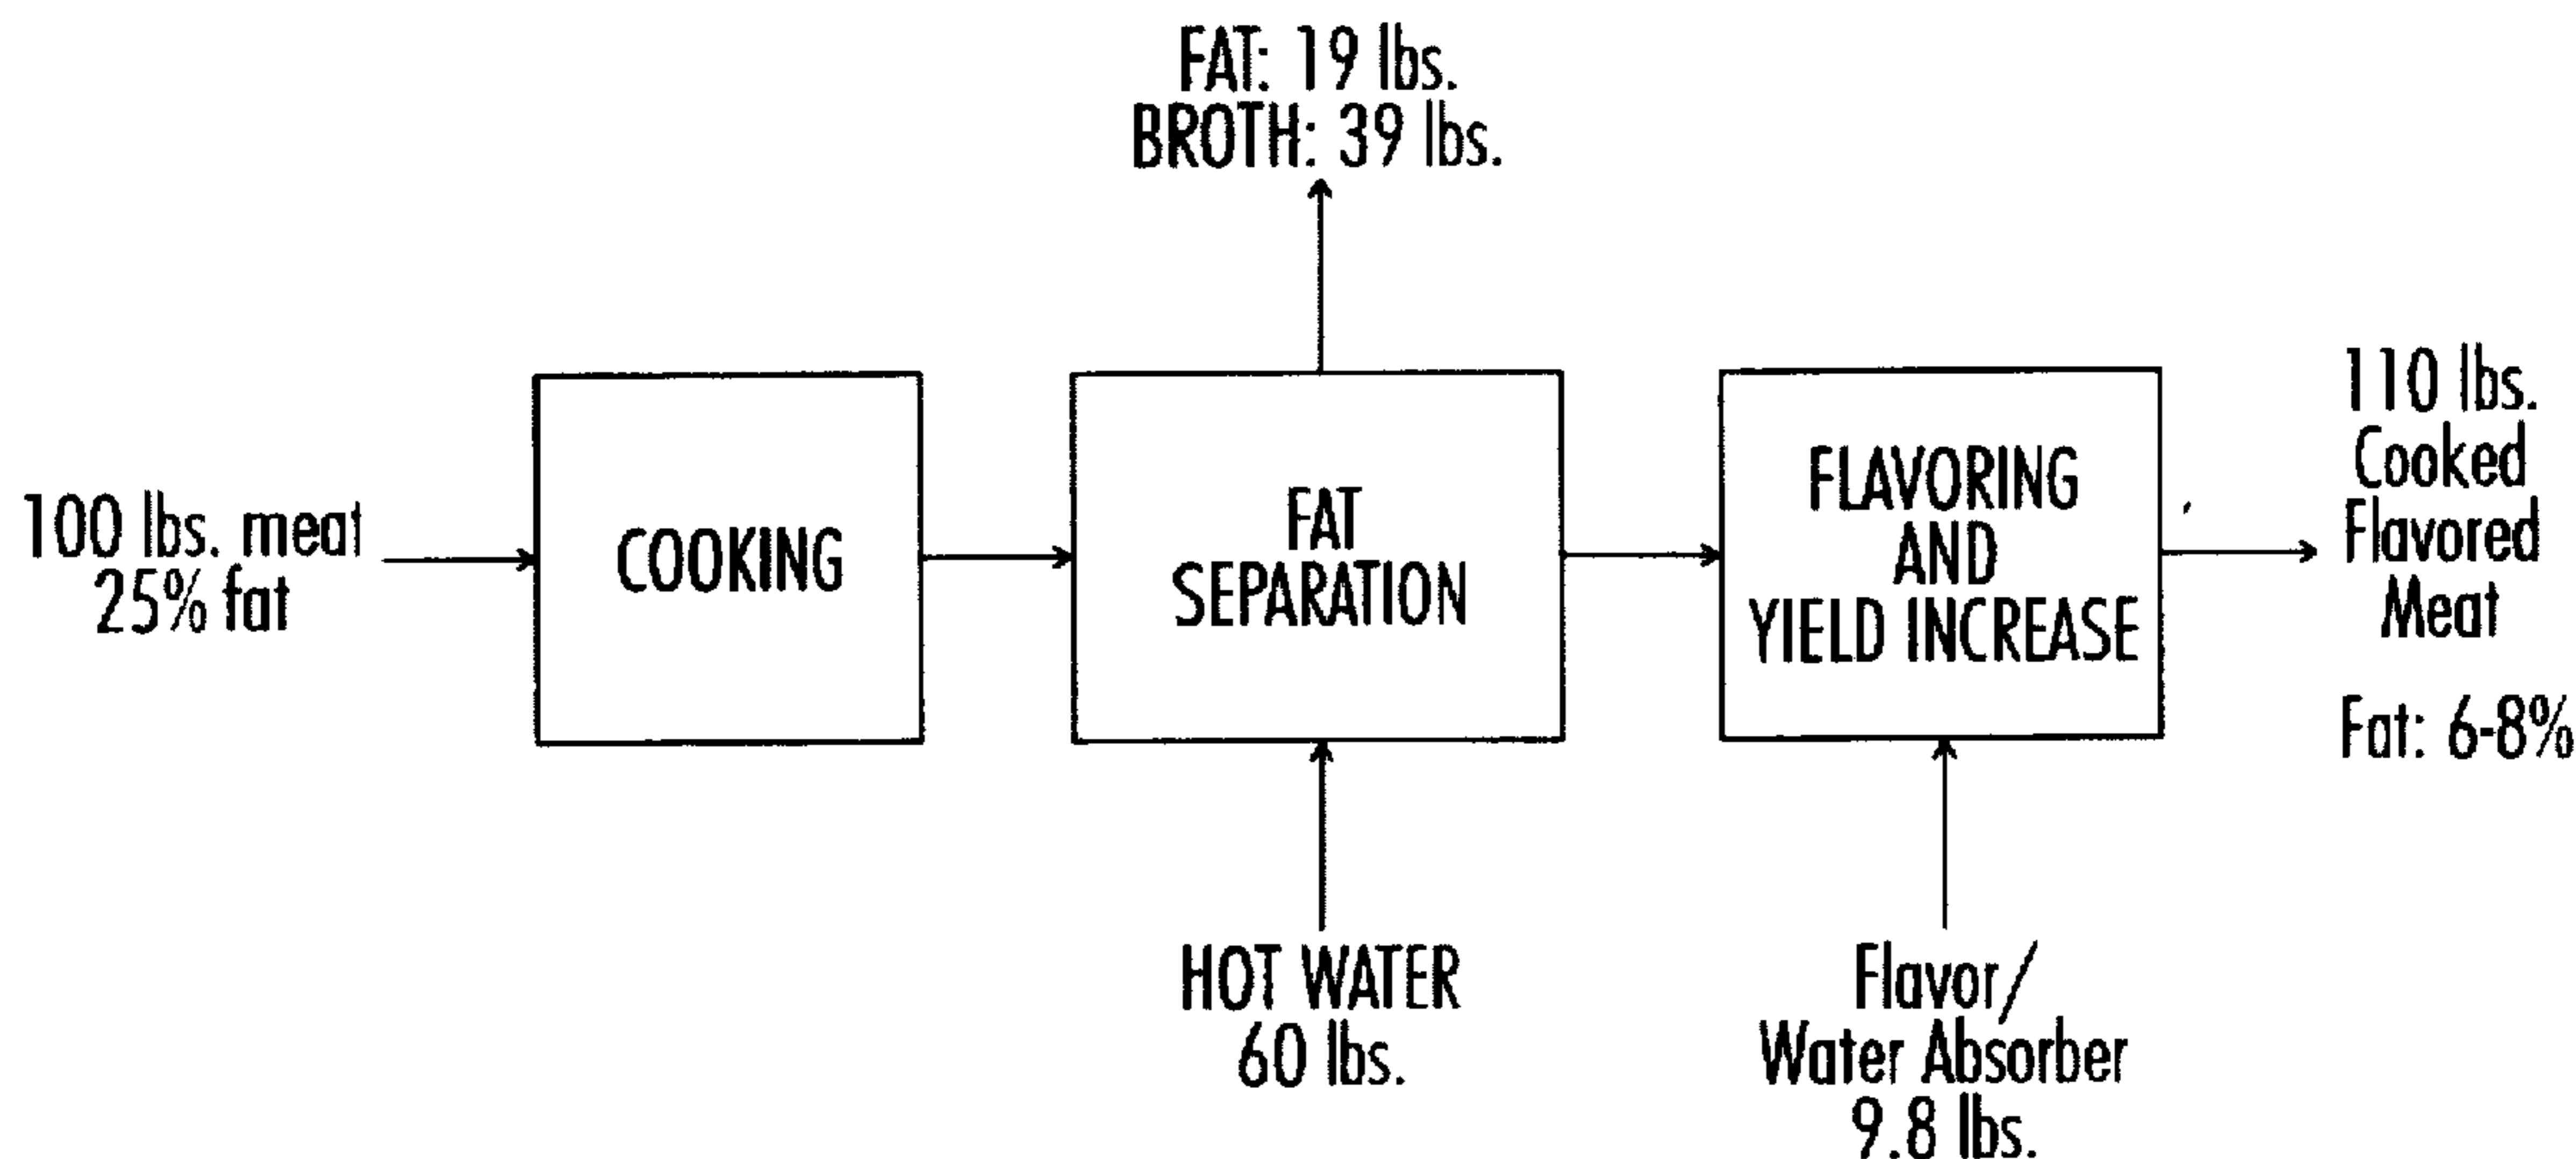 FAT: 19 lbs.
BROTH: 39 lbs.
100 lbs. meat
25% fat
COOKING
FAT
SEPARATION
FLAVORING
AND
YIELD INCREASE
110 lbs.
Cooked
Flavored
Meat
Fat: 6-8%
HOT WATER
60 lbs.
Flavor/
Water Absorber
9.8 lbs.